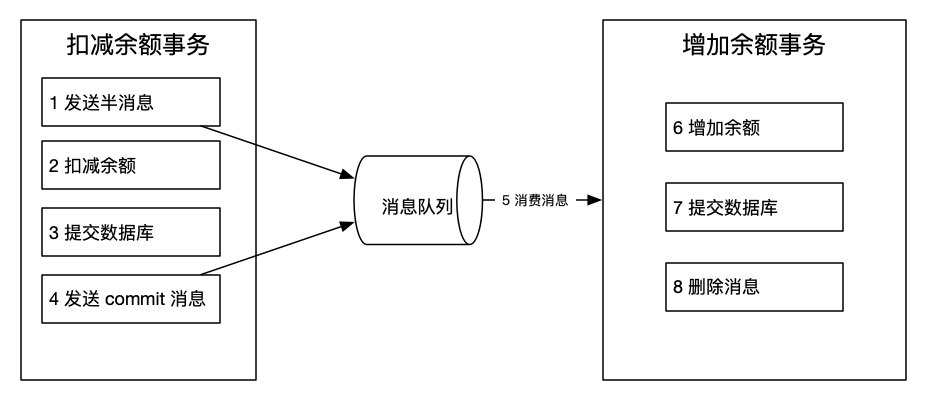 扣减余额事务
1 发送半消息
2 扣减余额
3 提交数据库
4 发送 commit 消息
消息队列
5 消费消息
增加余额事务
6 增加余额
7 提交数据库
8 删除消息